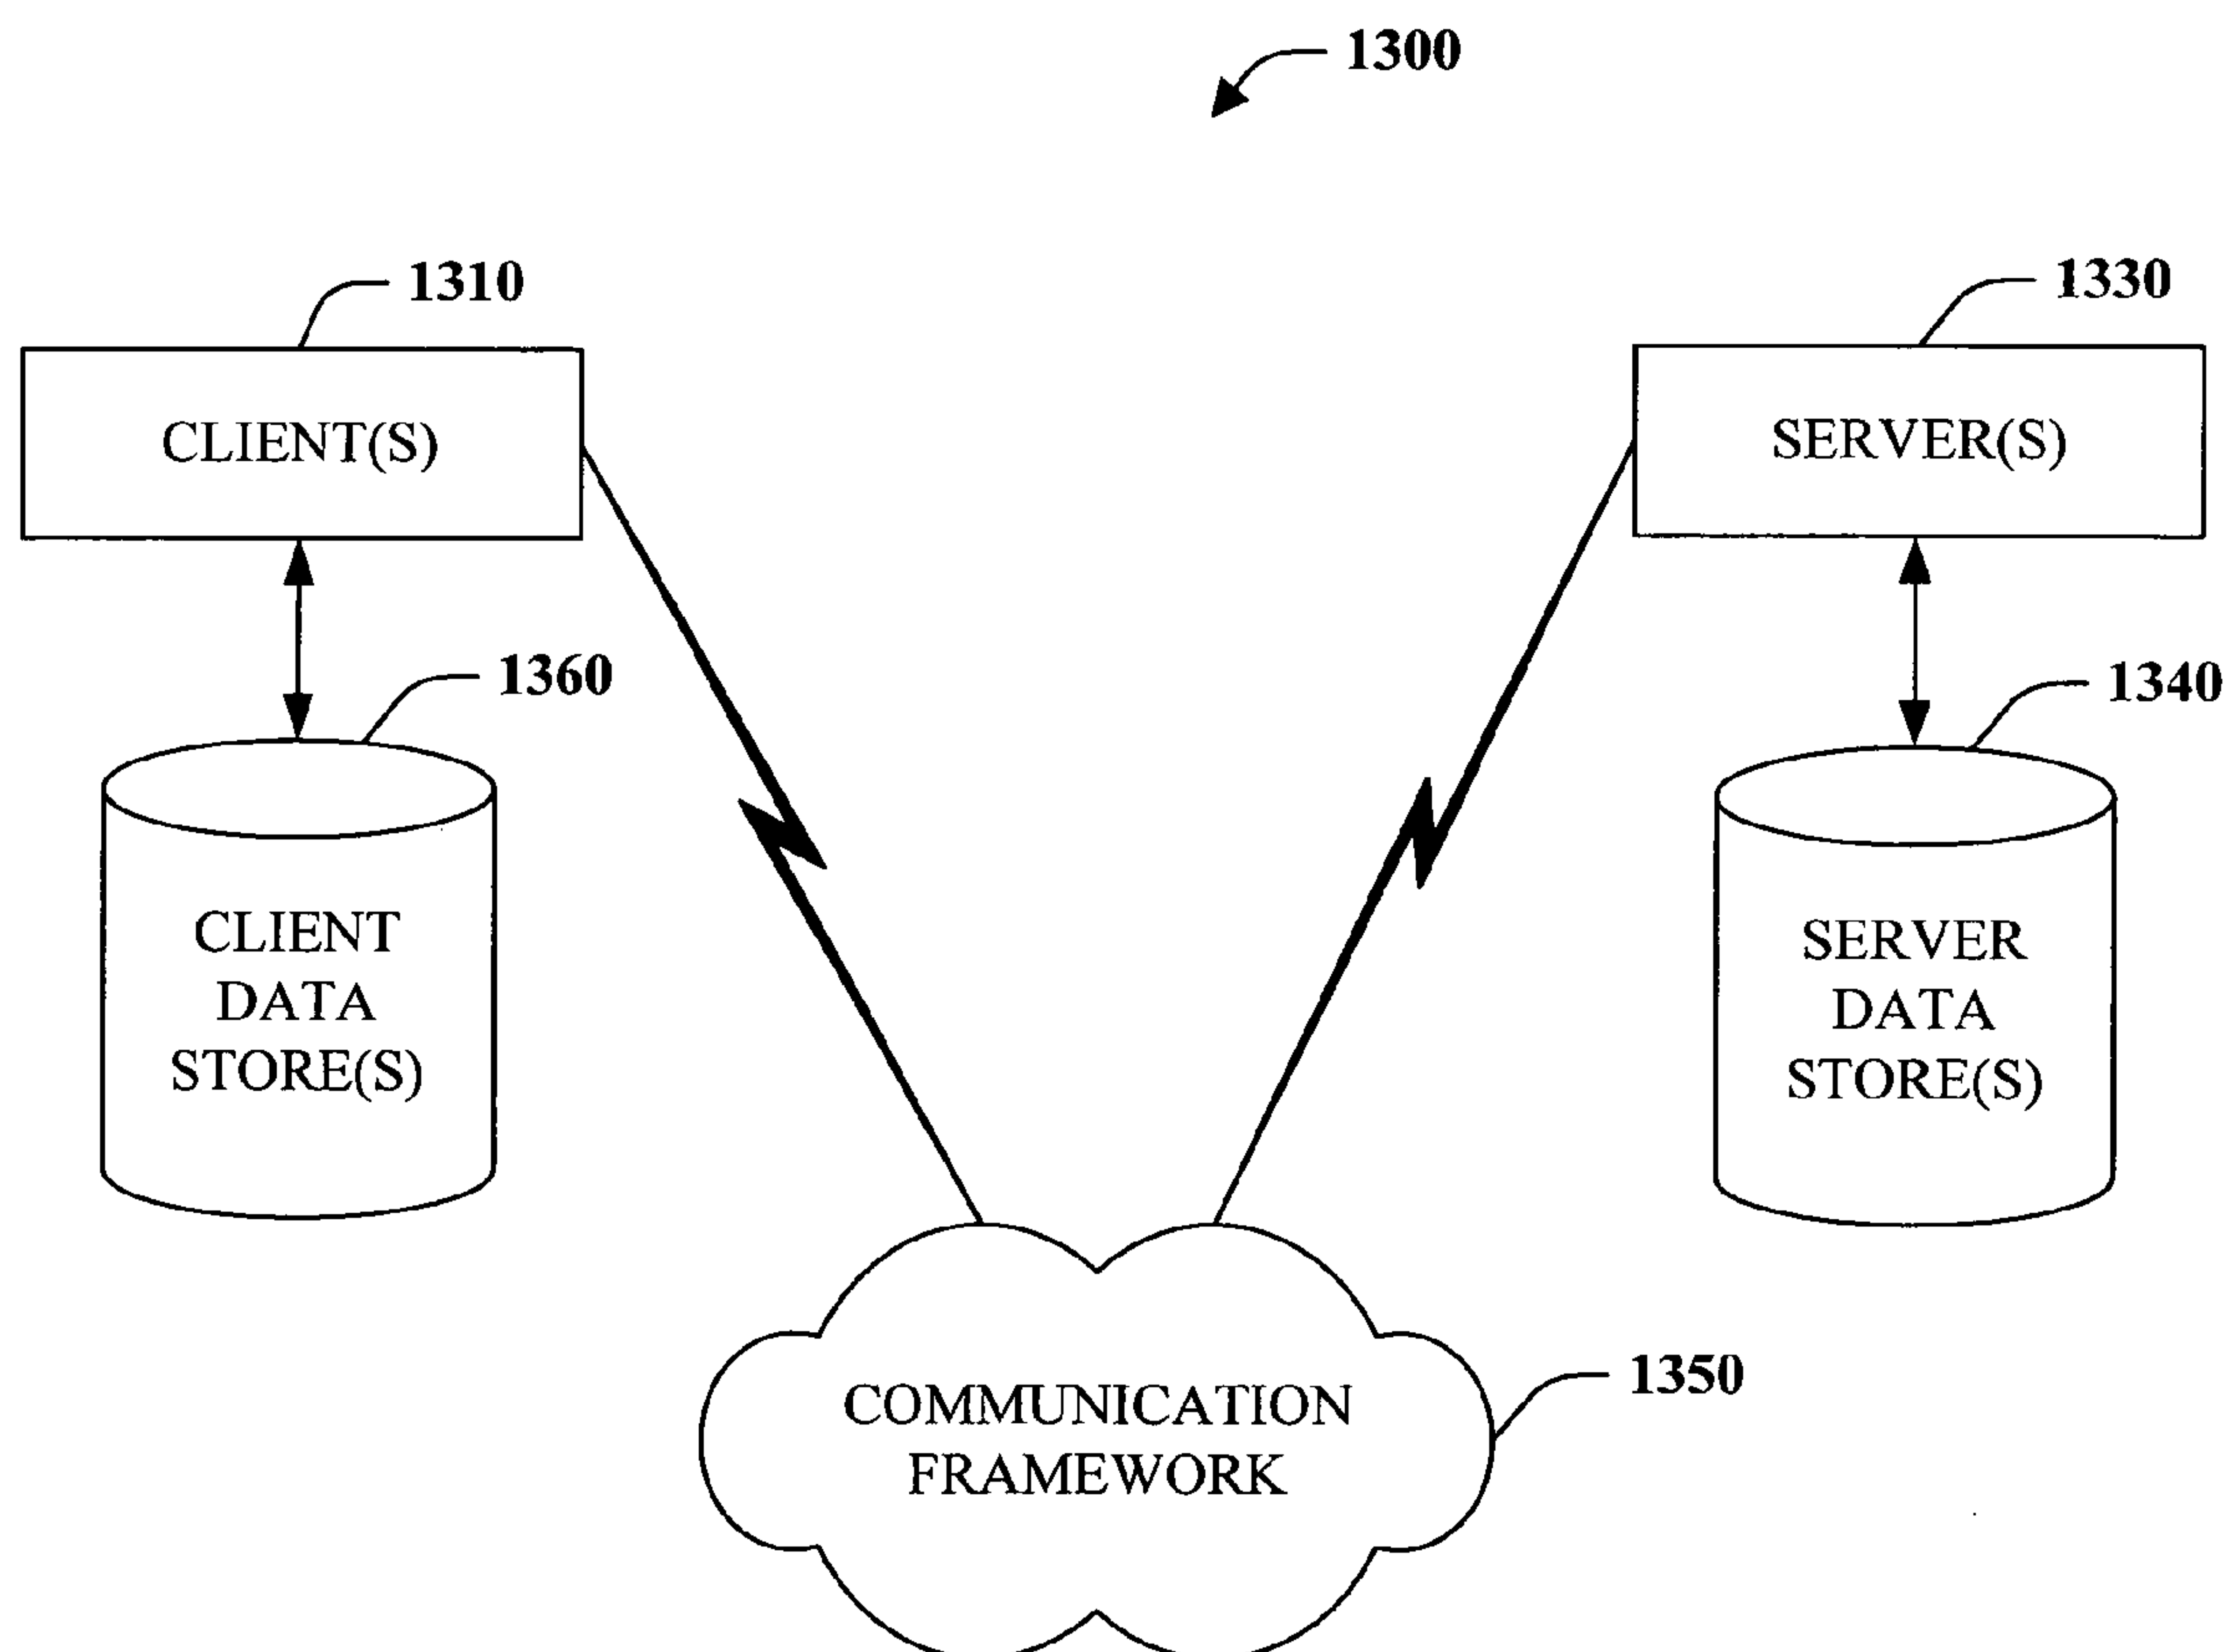 1300
1310
1330
CLIENT(S)
SERVER(S)
1360
1340
CLIENT
DATA
STORE(S)
SERVER
DATA
STORE(S)
1350
COMMUNICATION
FRAMEWORK